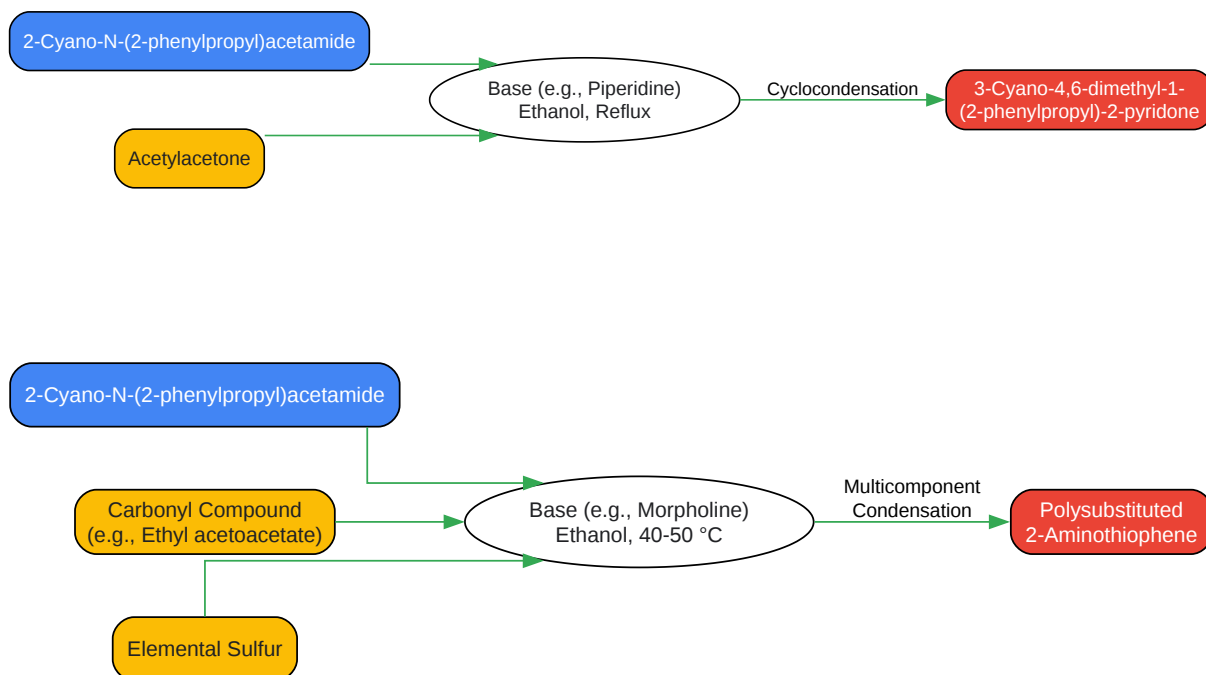 2-Cyano-N-(2-phenylpropyl)acetamide
Acetylacetone
Base (e.g., Piperidine)
Ethanol, Reflux
Cyclocondensation
3-Cyano-4,6-dimethyl-1-
(2-phenylpropyl)-2-pyridone
2-Cyano-N-(2-phenylpropyl)acetamide
Carbonyl Compound
(e.g., Ethyl acetoacetate)
Elemental Sulfur
Base (e.g., Morpholine)
Ethanol, 40-50 °C
Multicomponent
Condensation
Polysubstituted
2-Aminothiophene